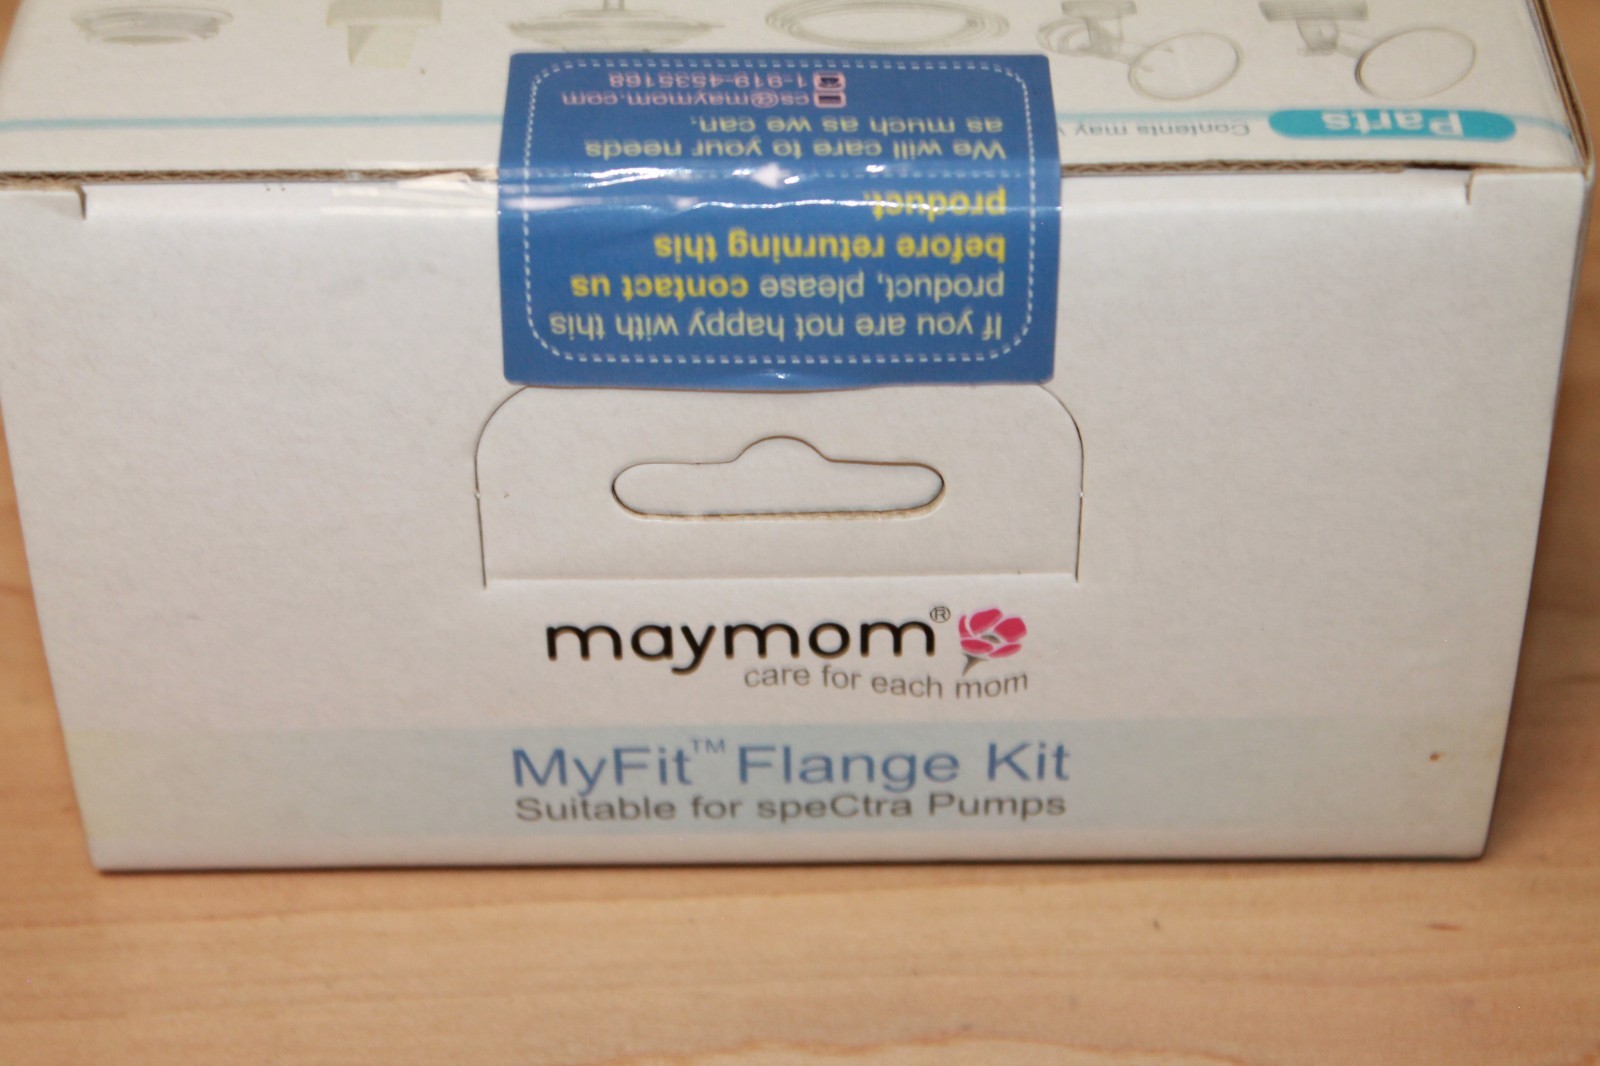 Parts Contents may
If you are not happy with this
product, please contact us
before returning this
product.
We will care to your needs
as much as we can.
cs@maymom.com
1-919-4535168
maymom®
care for each mom
MyFit™ Flange Kit
Suitable for speCtra Pumps